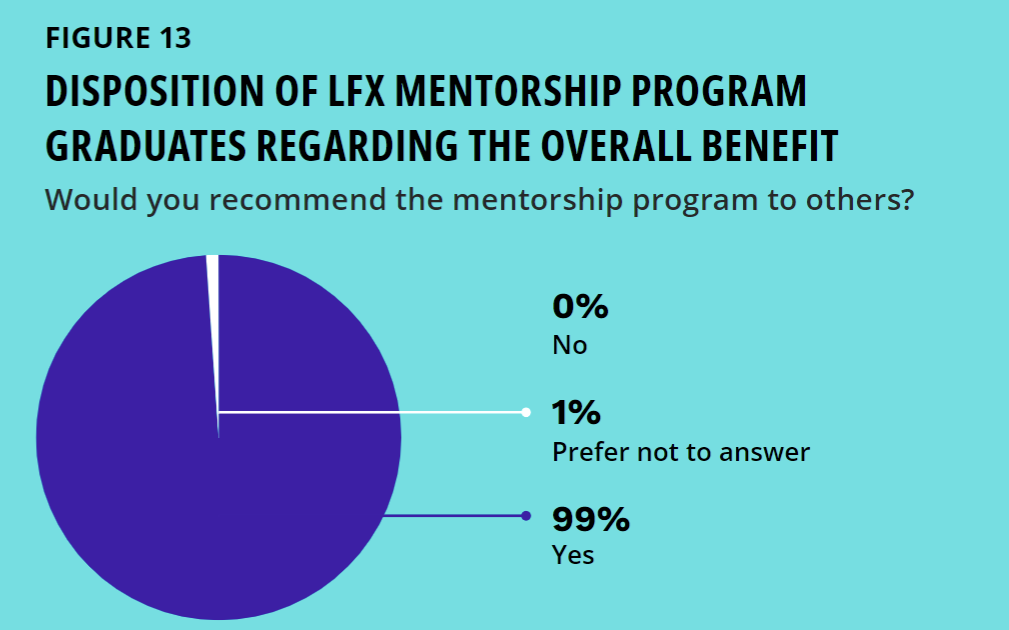 FIGURE 13
DISPOSITION OF LFX MENTORSHIP PROGRAM
GRADUATES REGARDING THE OVERALL BENEFIT
Would you recommend the mentorship program to others?
0%
No
1%
Prefer not to answer
99%
Yes